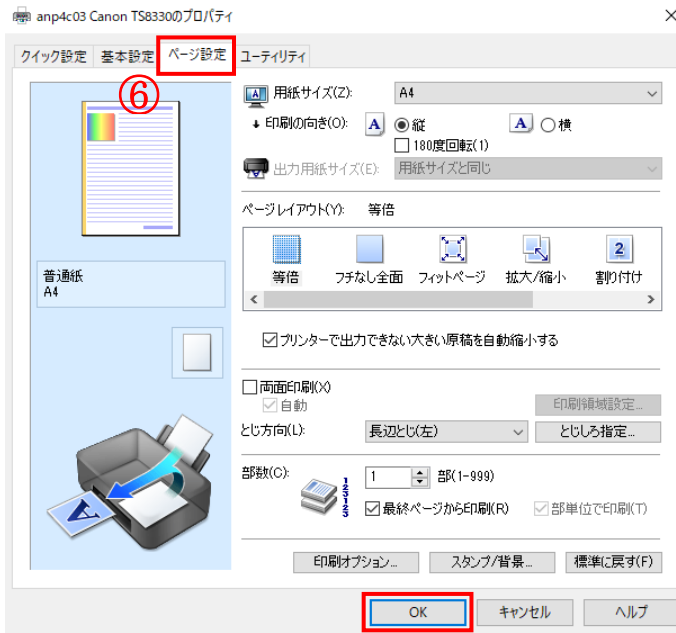 anp4c03 Canon TS8330のプロパティ
クイック設定 基本設定 ページ設定 ユーティリティ
⑥
用紙サイズ(Z): A4
印刷の向き(O): A 縦 A 横
180度回転(1)
出力用紙サイズ(E): 用紙サイズと同じ
ページレイアウト(Y): 等倍
2
等倍 フチなし全面 フィットページ 拡大/縮小 割り付け
普通紙
A4
プリンターで出力できない大きい原稿を自動縮小する
両面印刷(X)
自動 印刷領域設定...
とじ方向(L): 長辺とじ(左) とじしろ指定...
部数(C): 1 部(1-999)
123123
最終ページから印刷(R) 部単位で印刷(T)
A
印刷オプション... スタンプ/背景... 標準に戻す(F)
OK キャンセル ヘルプ